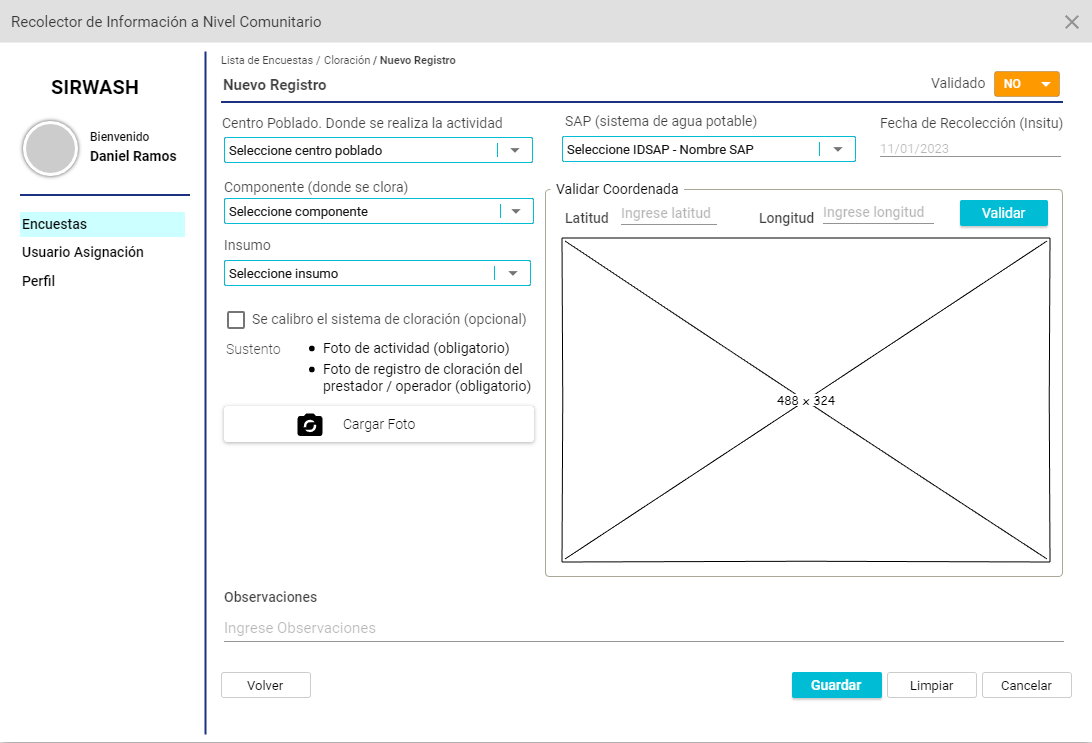 Recolector de Información a Nivel Comunitario
SIRWASH
Bienvenido
Daniel Ramos
Encuestas
Usuario Asignación
Perfil
Lista de Encuestas / Cloración / Nuevo Registro
Nuevo Registro
Validado
NO
Centro Poblado. Donde se realiza la actividad
Seleccione centro poblado
SAP (sistema de agua potable)
Seleccione IDSAP - Nombre SAP
Fecha de Recolección (Insitu)
11/01/2023
Componente (donde se clora)
Seleccione componente
Insumo
Seleccione insumo
Se calibro el sistema de cloración (opcional)
Sustento
Foto de actividad (obligatorio)
Foto de registro de cloración del
prestador / operador (obligatorio)
Cargar Foto
Validar Coordenada
Latitud
Ingrese latitud
Longitud
Ingrese longitud
Validar
488 x 324
Observaciones
Ingrese Observaciones
Volver
Guardar
Limpiar
Cancelar